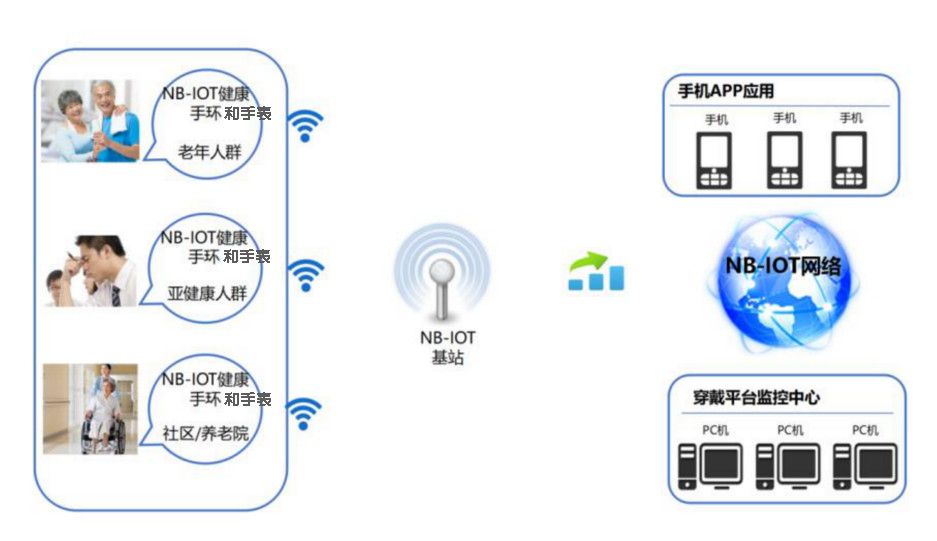 NB-IOT健康
手环 和手表
老年人群
NB-IOT健康
手环 和手表
亚健康人群
NB-IOT健康
手环 和手表
社区/养老院
NB-IOT
基站
手机APP应用
手机 手机 手机
NB-IOT网络
穿戴平台监控中心
PC机 PC机 PC机